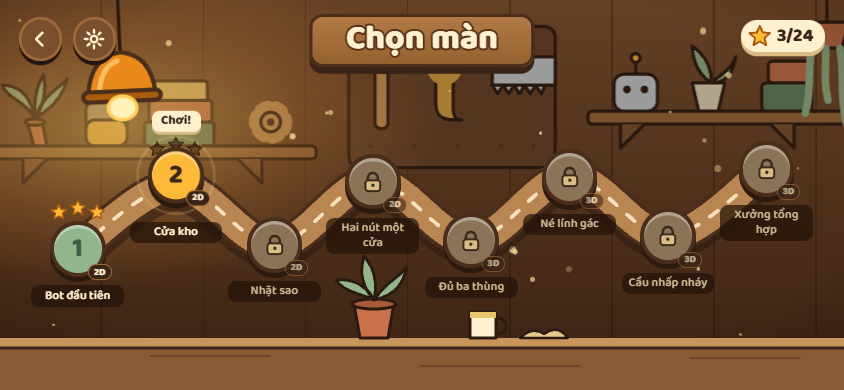 Chọn màn
3/24
Chơi!
2
2D
Cửa kho
1
2D
Bot đầu tiên
2D
Nhặt sao
2D
Hai nút một
cửa
3D
Đủ ba thùng
3D
Né lính gác
3D
Cầu nhấp nháy
3D
Xưởng tổng
hợp